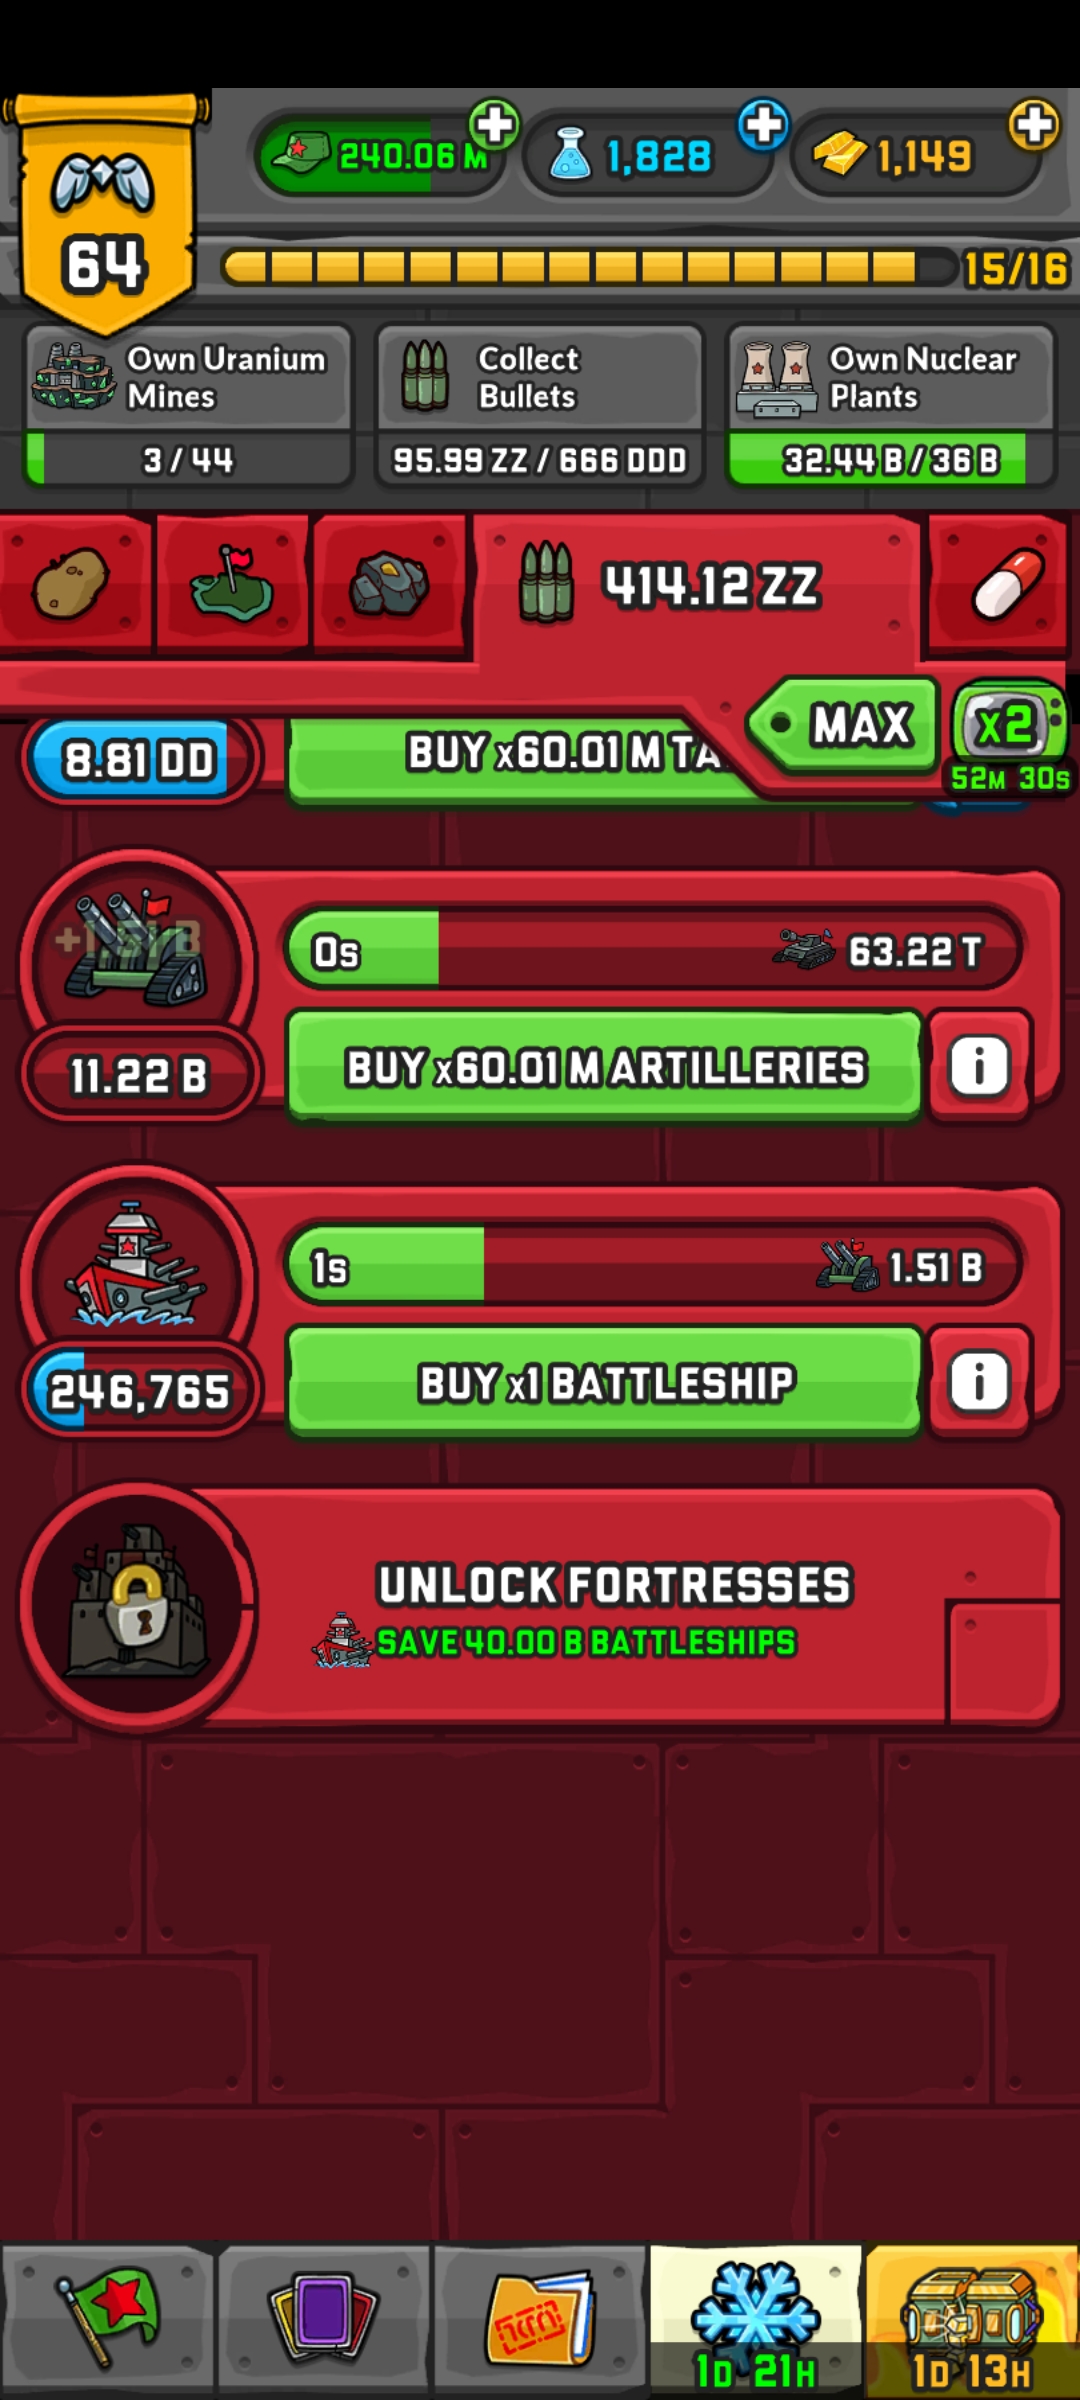 240.06 M
1,828
1,149
64
15/16
Own Uranium
Mines
3 / 44
Collect
Bullets
95.99 ZZ / 666 DDD
Own Nuclear
Plants
32.44 B / 36 B
414.12 ZZ
MAX
x2
52M 30S
8.81 DD
BUY x60.01 M TA
+1.51 B
0s
63.22 T
11.22 B
BUY x60.01 M ARTILLERIES
i
1s
1.51 B
246,765
BUY x1 BATTLESHIP
i
UNLOCK FORTRESSES
SAVE 40.00 B BATTLESHIPS
1D 21H
1D 13H